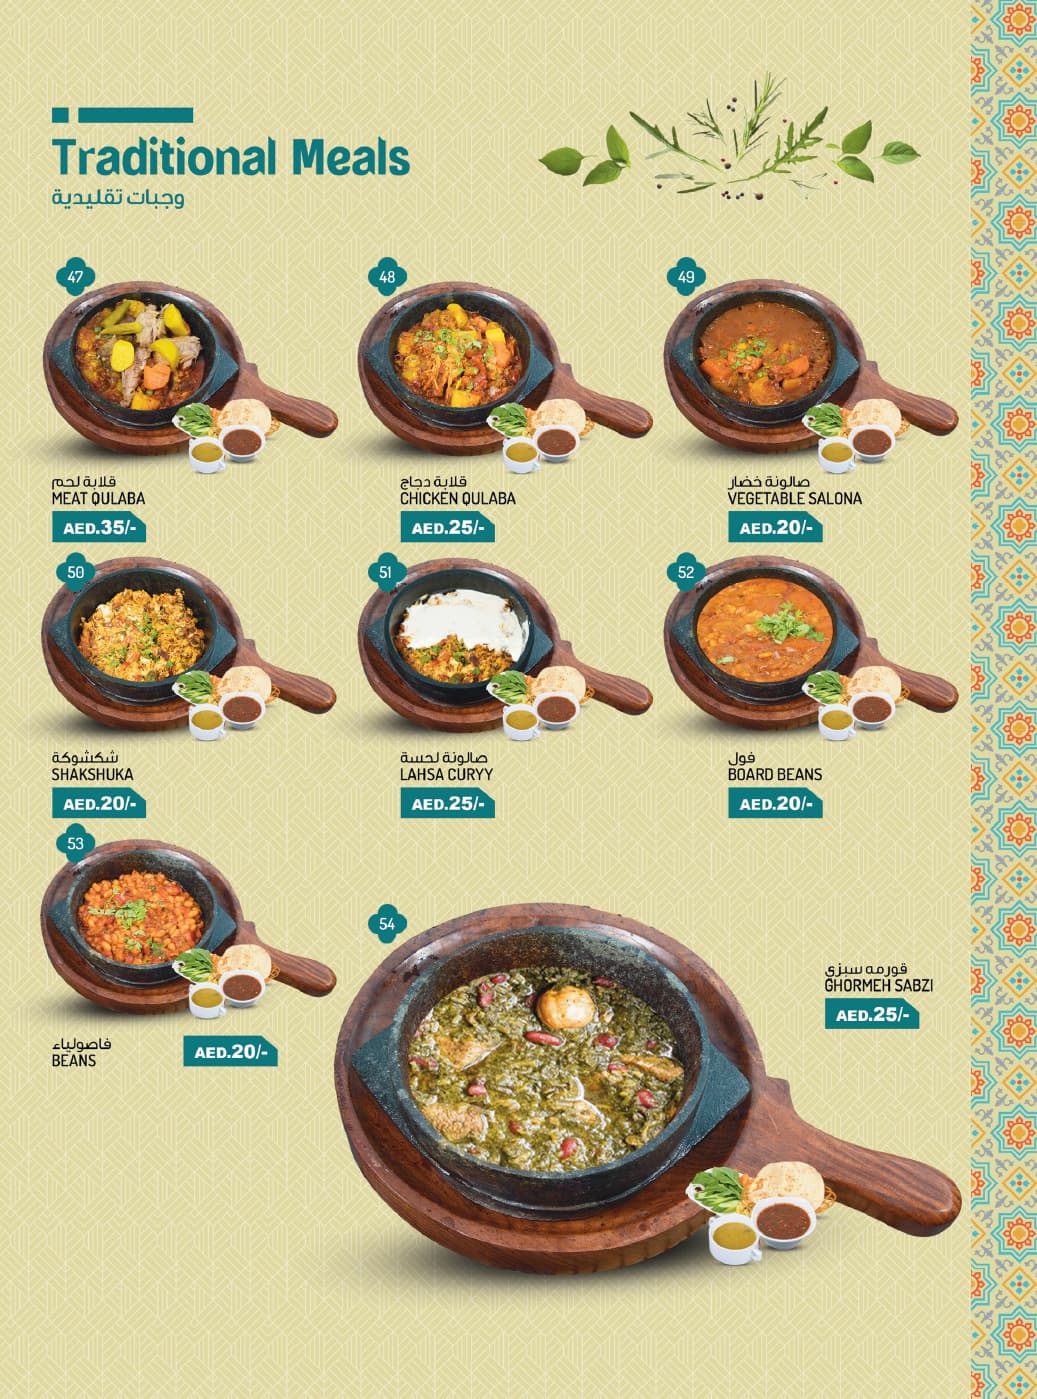 Traditional Meals
وجبات تقليدية
47
قلابة لحم
MEAT QULABA
AED.35/-
48
قلابة دجاج
CHICKEN QULABA
AED.25/-
49
صالونة خضار
VEGETABLE SALONA
AED.20/-
50
شكشوكة
SHAKSHUKA
AED.20/-
51
صالونة لحسة
LAHSA CURYY
AED.25/-
52
فول
BOARD BEANS
AED.20/-
53
فاصولياء
BEANS
AED.20/-
54
قورمه سبزي
GHORMEH SABZI
AED.25/-